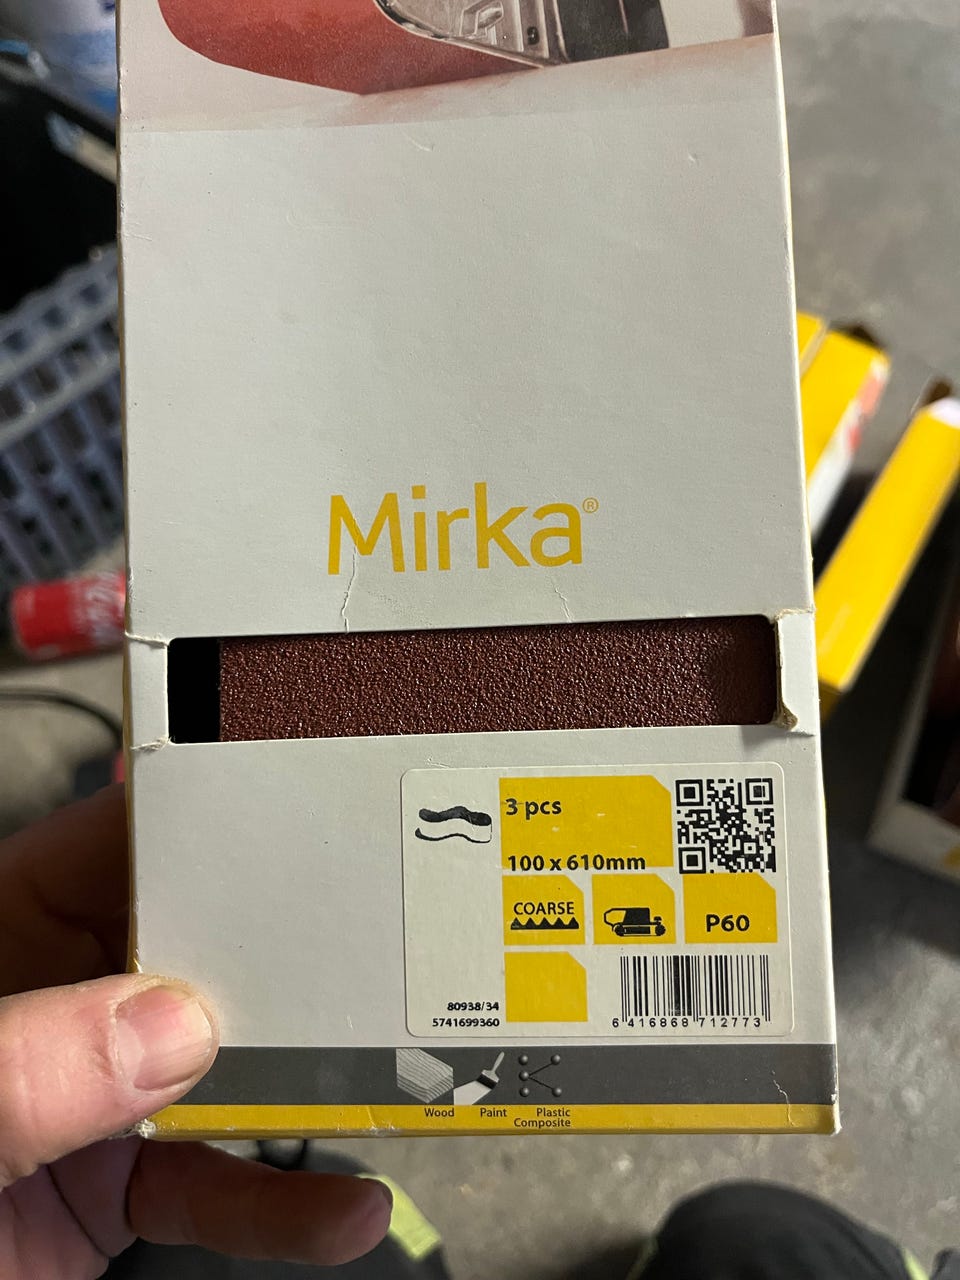 Mirka®
3 pcs
100 x 610mm
COARSE
P60
80938/34
5741699360
6 416868 712773
Wood
Paint
Plastic
Composite